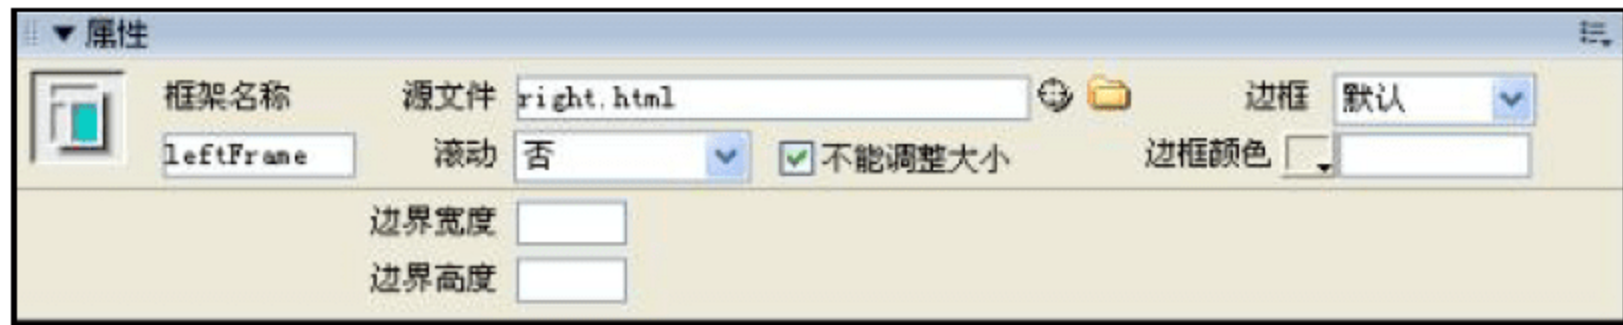 属性
框架名称 源文件 right.html 边框 默认
leftFrame 滚动 否 不能调整大小 边框颜色
边界宽度
边界高度